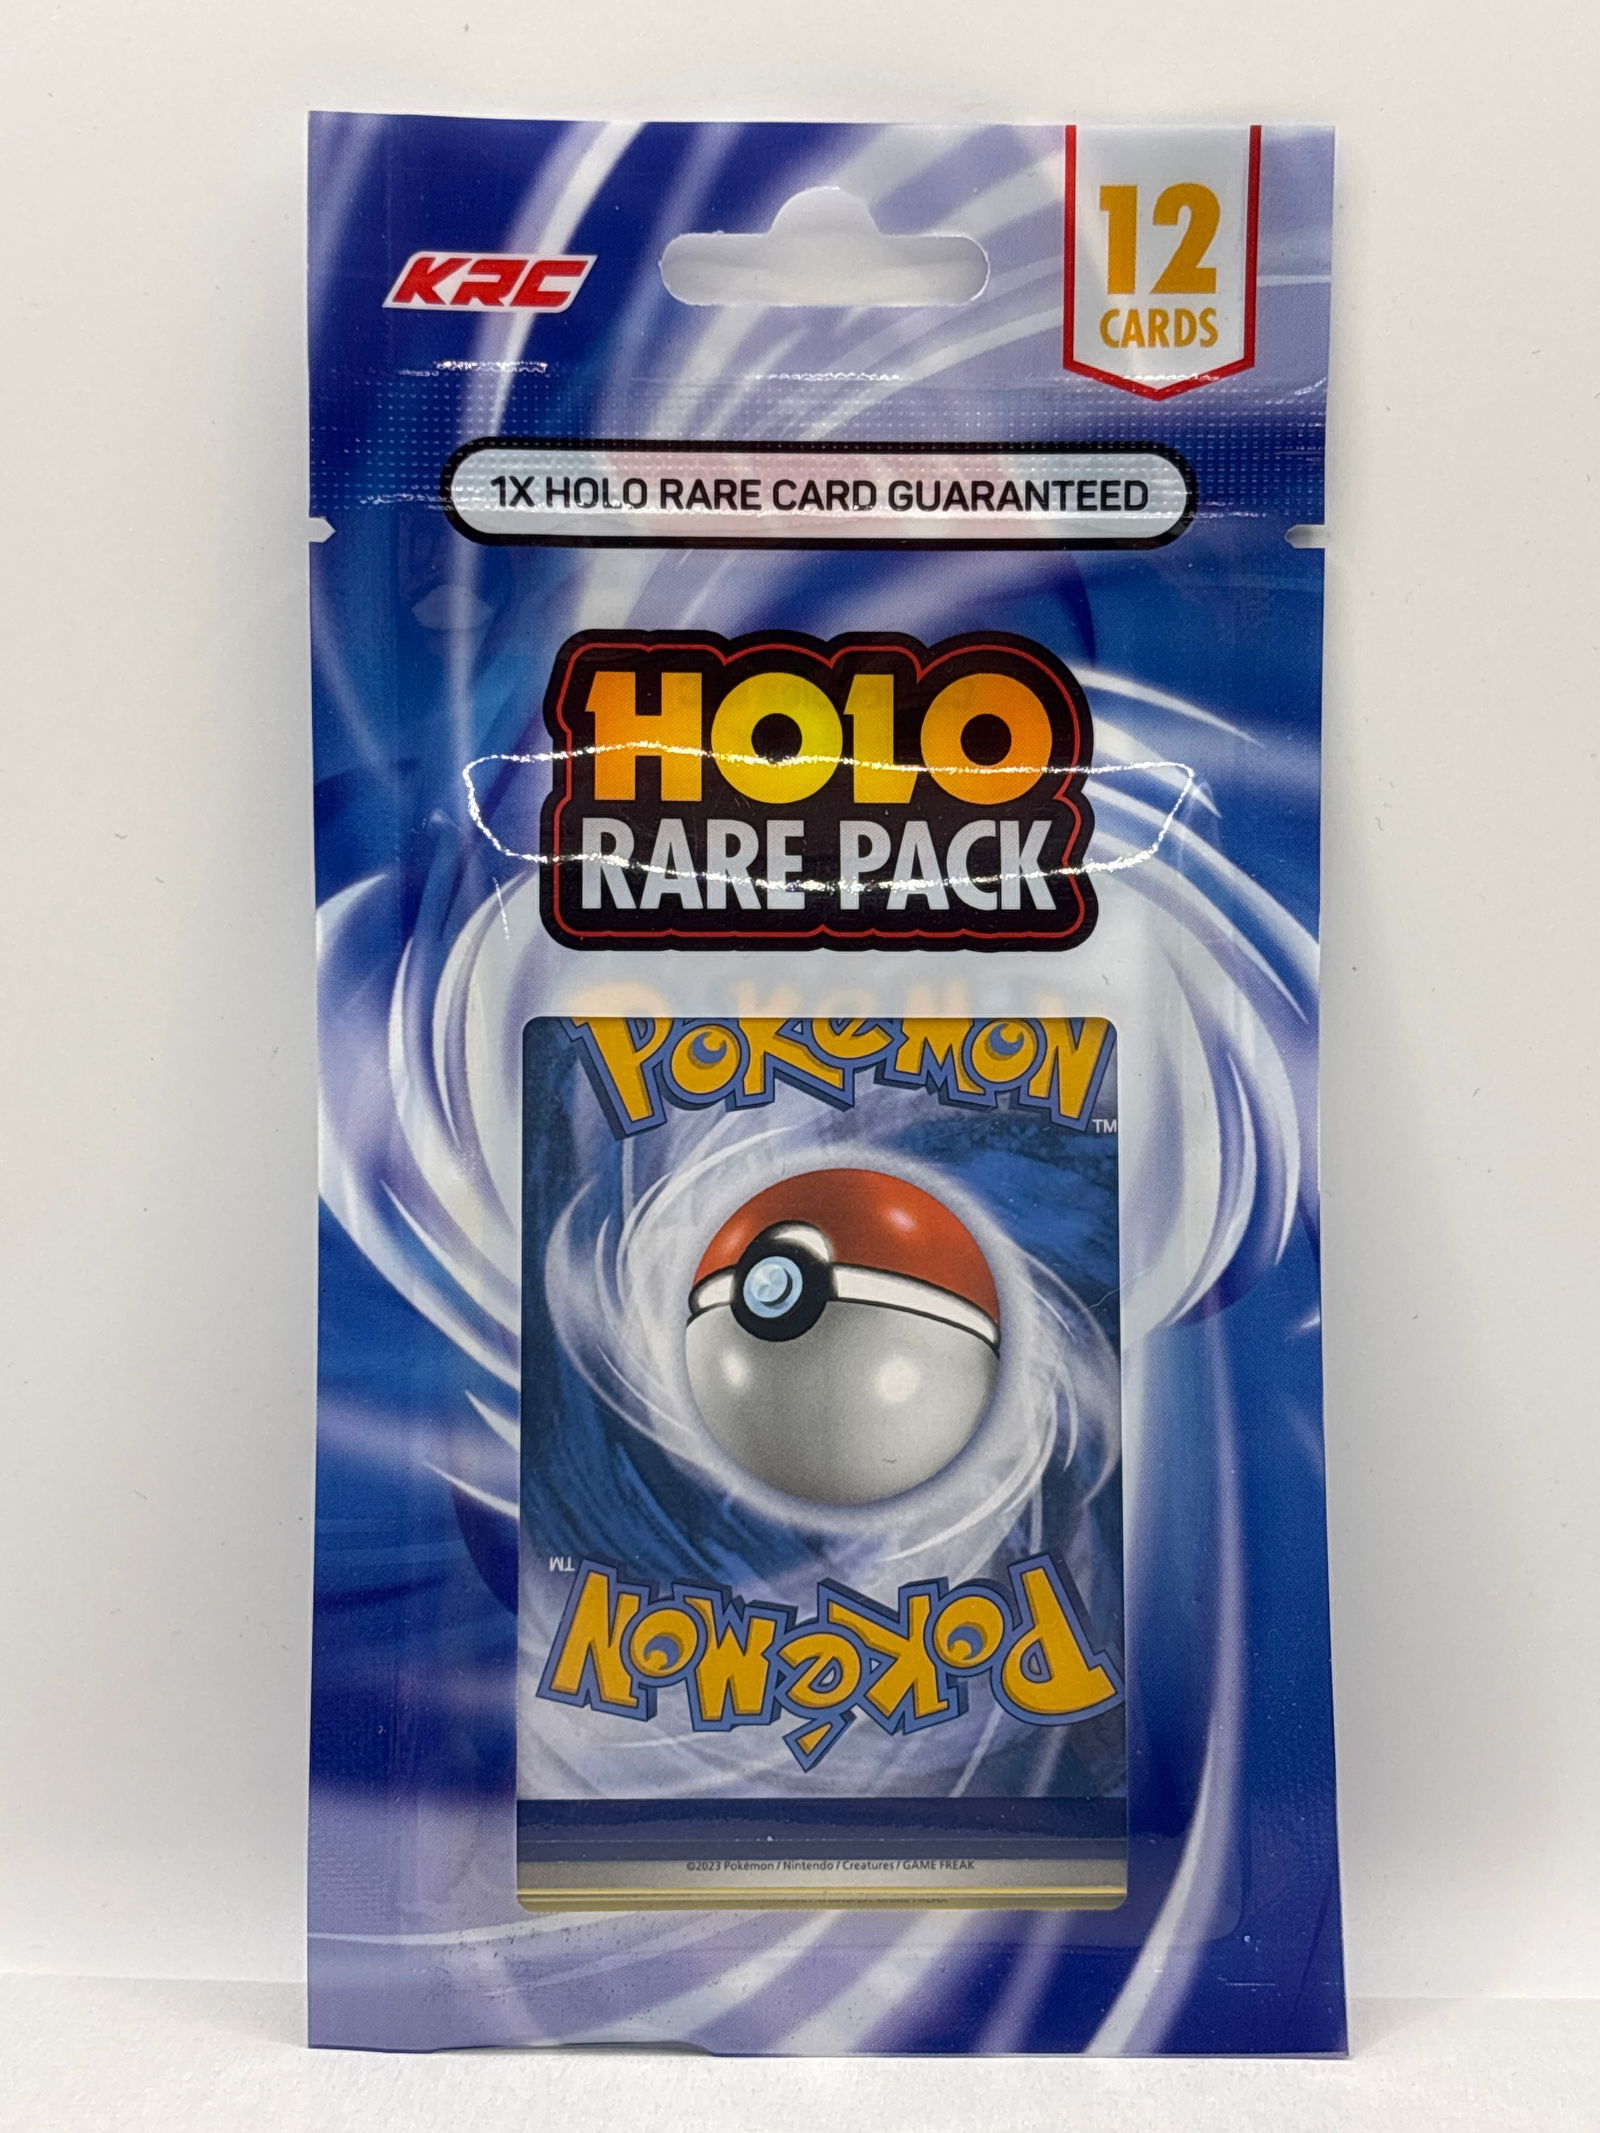 KRC
12
CARDS
1X HOLO RARE CARD GUARANTEED
HOLO
RARE PACK
POKéMON
TM
TM
POKéMON
©2023 Pokémon / Nintendo / Creatures / GAME FREAK